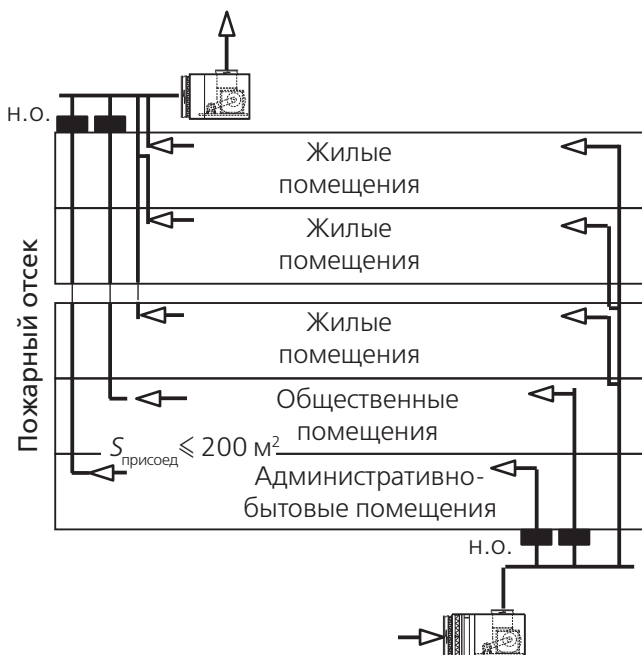 н.о.
Жилые
помещения
Жилые
помещения
Пожарный отсек
Жилые
помещения
Общественные
помещения
Sприсоед ⩽ 200 м²
Административно-
бытовые помещения
н.о.